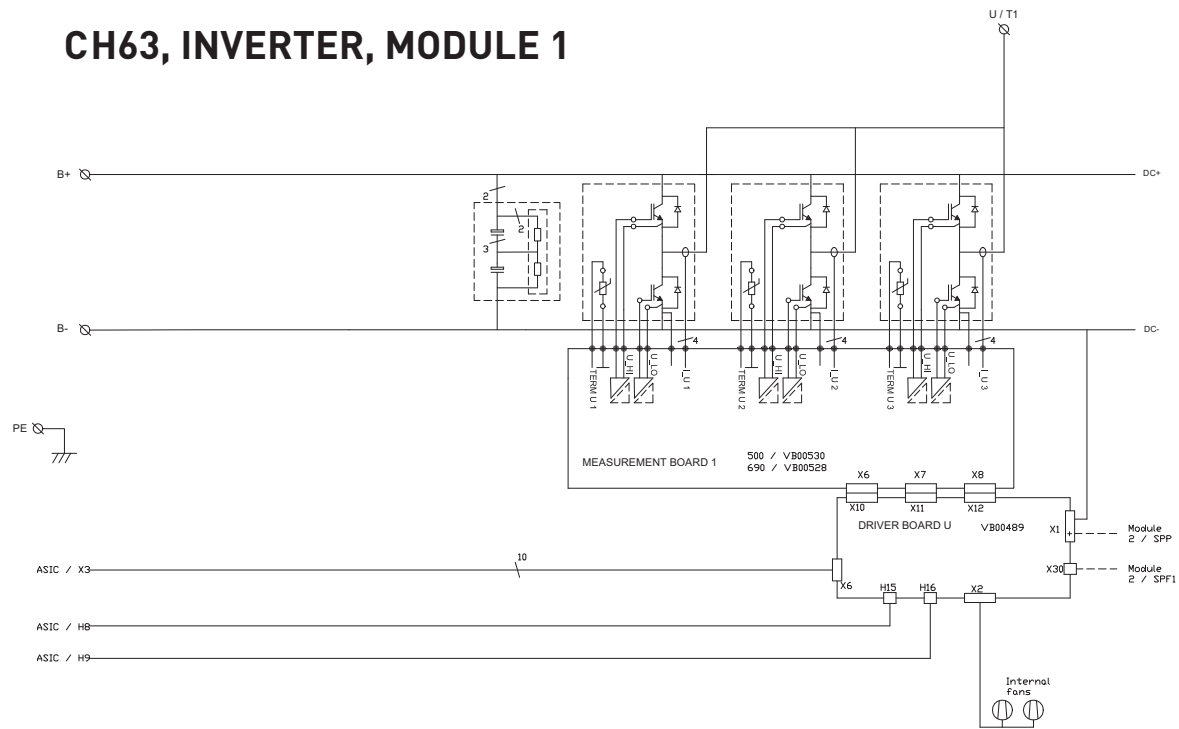 CH63, INVERTER, MODULE 1
U / T1
B+
DC+
2
2
3
B-
DC-
4
4
4
TERM U 1
U_HI
U_LO
I_U 1
TERM U 2
U_HI
U_LO
I_U 2
TERM U 3
U_HI
U_LO
I_U 3
PE
MEASUREMENT BOARD 1
500 / VB00530
690 / VB00528
X6
X7
X8
X10
X11
X12
DRIVER BOARD U
VB00489
X1
+
Module
2 / SPP
10
ASIC / X3
X6
X30
Module
2 / SPF1
H15
H16
X2
ASIC / H8
ASIC / H9
Internal
fans